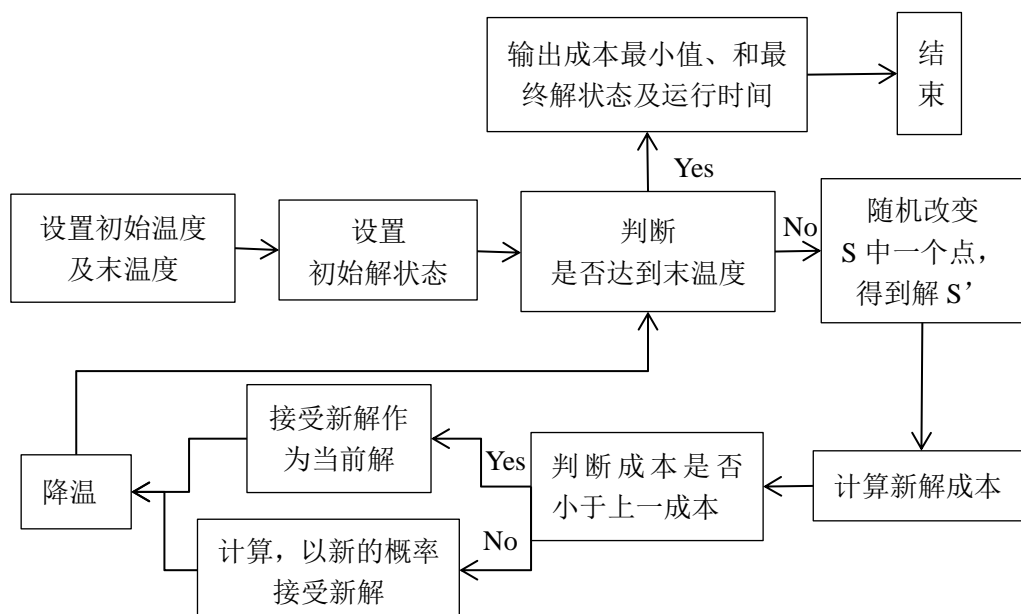 输出成本最小值、和最
终解状态及运行时间
结
束
Yes
设置初始温度
及末温度
设置
初始解状态
判断
是否达到末温度
No
随机改变
S 中一个点，
得到解 S’
接受新解作
为当前解
Yes
判断成本是否
小于上一成本
计算新解成本
降温
No
计算，以新的概率
接受新解